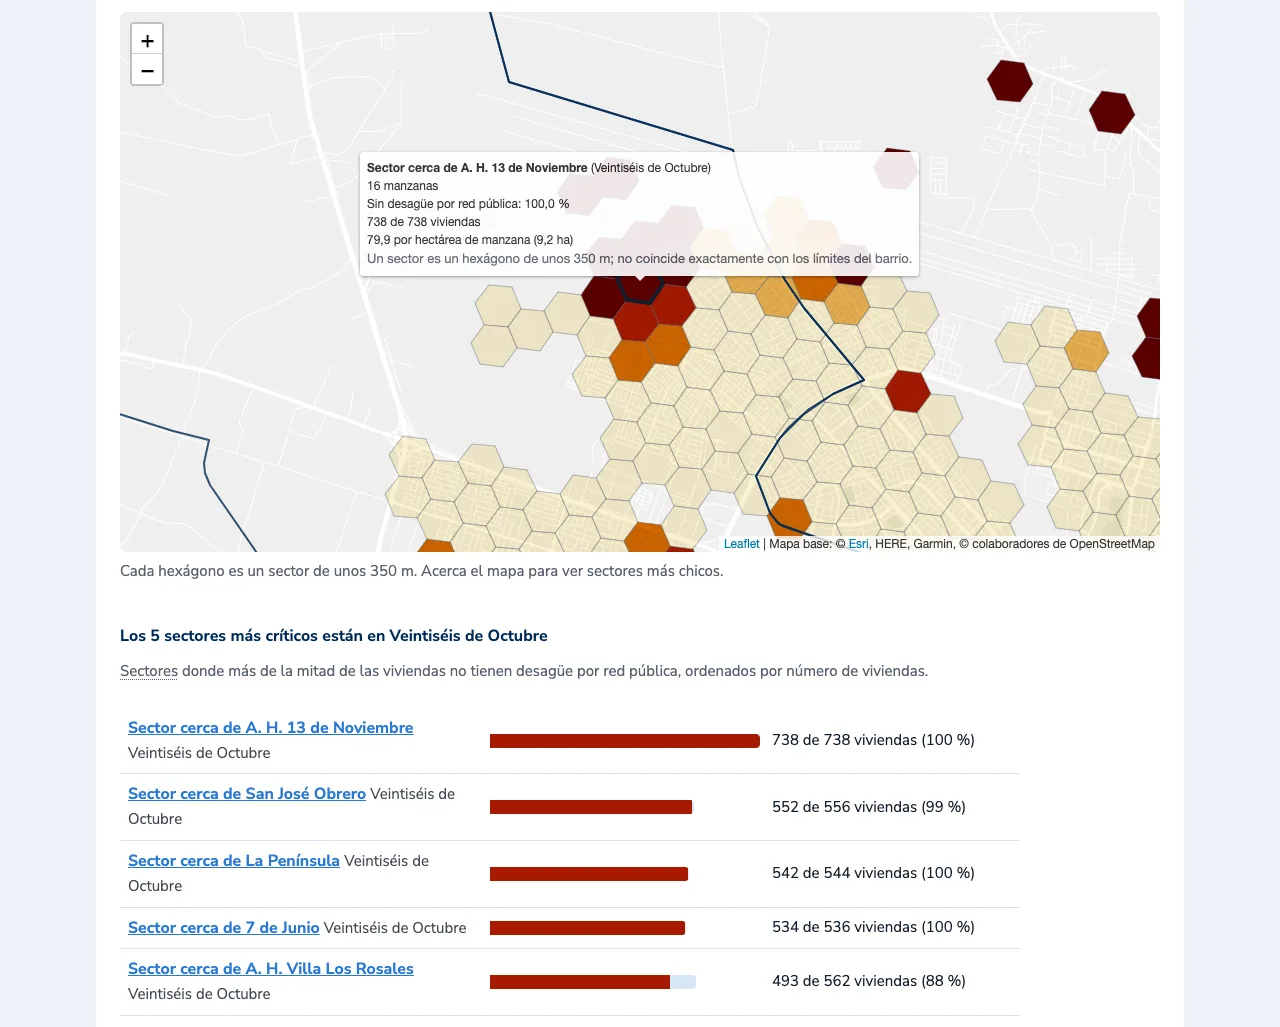 +
−
Sector cerca de A. H. 13 de Noviembre (Veintiséis de Octubre)
16 manzanas
Sin desagüe por red pública: 100,0 %
738 de 738 viviendas
79,9 por hectárea de manzana (9,2 ha)
Un sector es un hexágono de unos 350 m; no coincide exactamente con los límites del barrio.
Leaflet | Mapa base: © Esri, HERE, Garmin, © colaboradores de OpenStreetMap
Cada hexágono es un sector de unos 350 m. Acerca el mapa para ver sectores más chicos.
Los 5 sectores más críticos están en Veintiséis de Octubre
Sectores donde más de la mitad de las viviendas no tienen desagüe por red pública, ordenados por número de viviendas.
Sector cerca de A. H. 13 de Noviembre
Veintiséis de Octubre
738 de 738 viviendas (100 %)
Sector cerca de San José Obrero Veintiséis de
Octubre
552 de 556 viviendas (99 %)
Sector cerca de La Península Veintiséis de
Octubre
542 de 544 viviendas (100 %)
Sector cerca de 7 de Junio Veintiséis de Octubre
534 de 536 viviendas (100 %)
Sector cerca de A. H. Villa Los Rosales
Veintiséis de Octubre
493 de 562 viviendas (88 %)